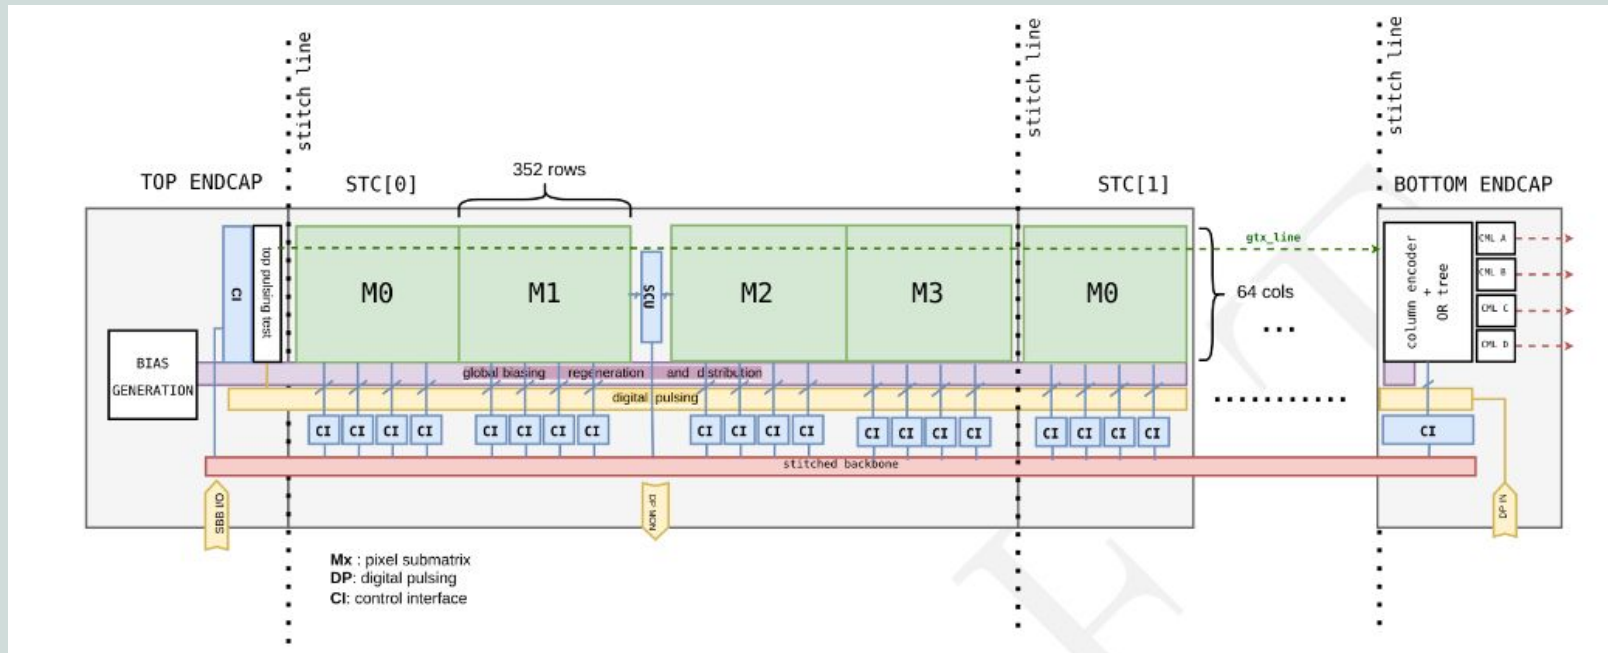 stitch line
stitch line
stitch line
352 rows
TOP ENDCAP
STC[0]
STC[1]
BOTTOM ENDCAP
CI
top pulsing test
M0
M1
SCU
M2
M3
M0
gtx_line
64 cols
...
column encoder
+
OR tree
CML A
CML B
CML C
CML D
BIAS
GENERATION
global biasing regeneration and distribution
digital pulsing
CI CI CI CI
CI CI CI CI
CI CI CI CI
CI CI CI CI
CI CI CI CI
CI
stitched backbone
DP MON
DP IN
Mx : pixel submatrix
DP: digital pulsing
CI: control interface